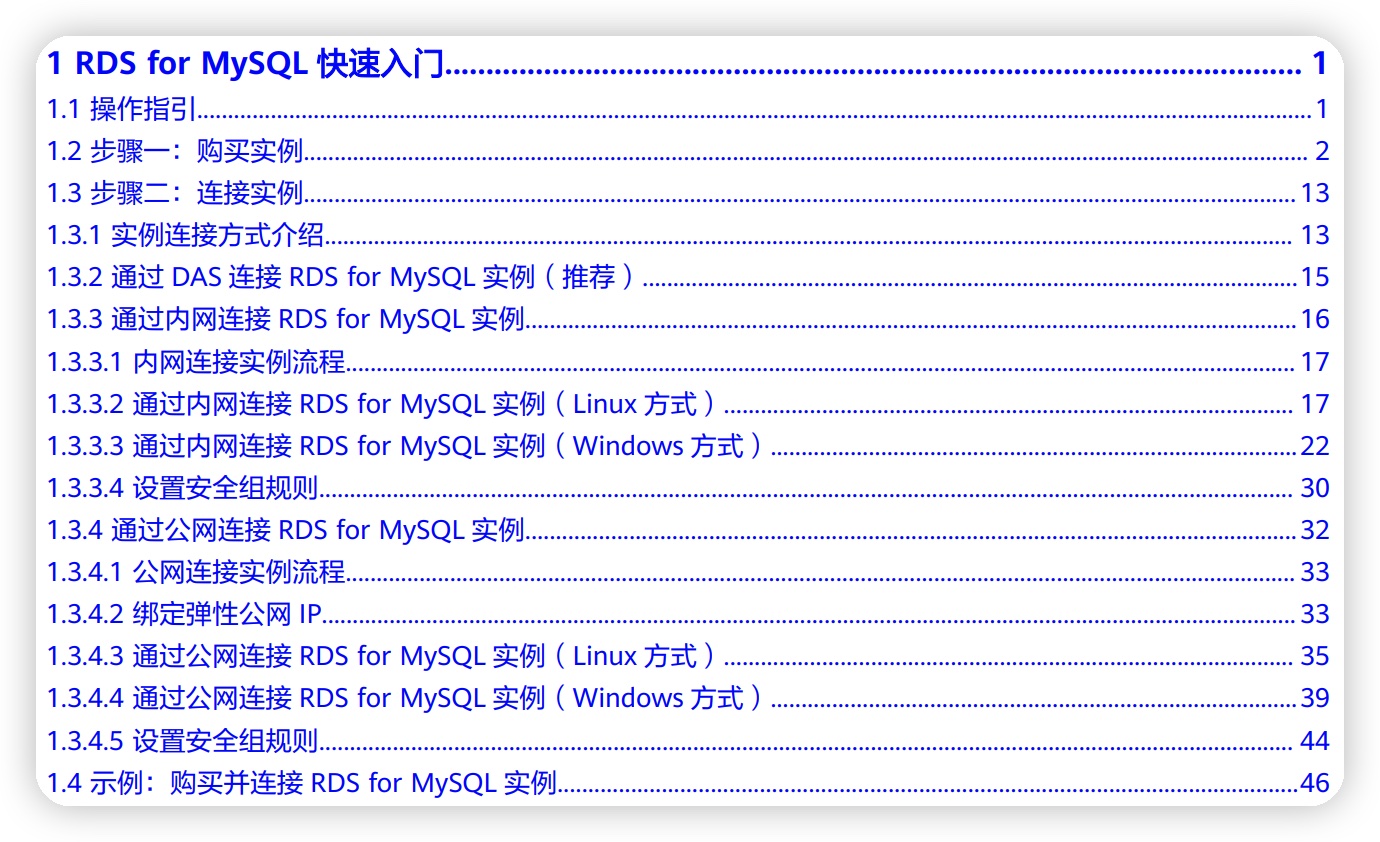 1 RDS for MySQL 快速入门........................................................................................................ 1
1.1 操作指引........................................................................................................ 1
1.2 步骤一：购买实例........................................................................................................ 2
1.3 步骤二：连接实例........................................................................................................ 13
1.3.1 实例连接方式介绍........................................................................................................ 13
1.3.2 通过 DAS 连接 RDS for MySQL 实例（推荐）........................................................................................................ 15
1.3.3 通过内网连接 RDS for MySQL 实例........................................................................................................ 16
1.3.3.1 内网连接实例流程........................................................................................................ 17
1.3.3.2 通过内网连接 RDS for MySQL 实例（Linux 方式）........................................................................................................ 17
1.3.3.3 通过内网连接 RDS for MySQL 实例（Windows 方式）........................................................................................................ 22
1.3.3.4 设置安全组规则........................................................................................................ 30
1.3.4 通过公网连接 RDS for MySQL 实例........................................................................................................ 32
1.3.4.1 公网连接实例流程........................................................................................................ 33
1.3.4.2 绑定弹性公网 IP........................................................................................................ 33
1.3.4.3 通过公网连接 RDS for MySQL 实例（Linux 方式）........................................................................................................ 35
1.3.4.4 通过公网连接 RDS for MySQL 实例（Windows 方式）........................................................................................................ 39
1.3.4.5 设置安全组规则........................................................................................................ 44
1.4 示例：购买并连接 RDS for MySQL 实例........................................................................................................ 46